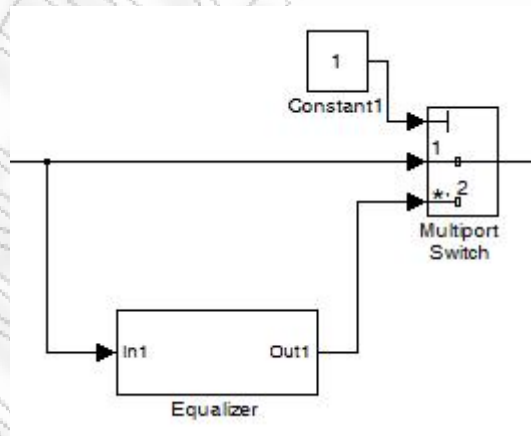 1
Constant1
1
*, 2
Multiport
Switch
In1
Out1
Equalizer